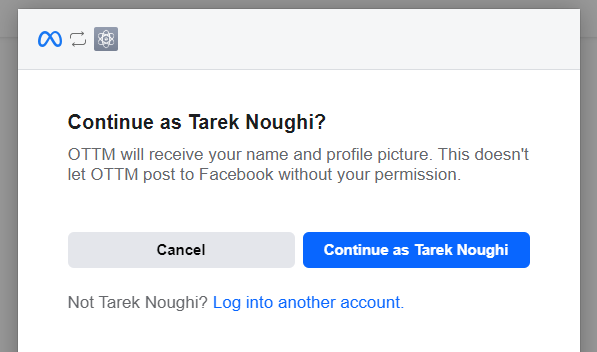 Continue as Tarek Noughi?
OTTM will receive your name and profile picture. This doesn't
let OTTM post to Facebook without your permission.
Cancel
Continue as Tarek Noughi
Not Tarek Noughi? Log into another account.